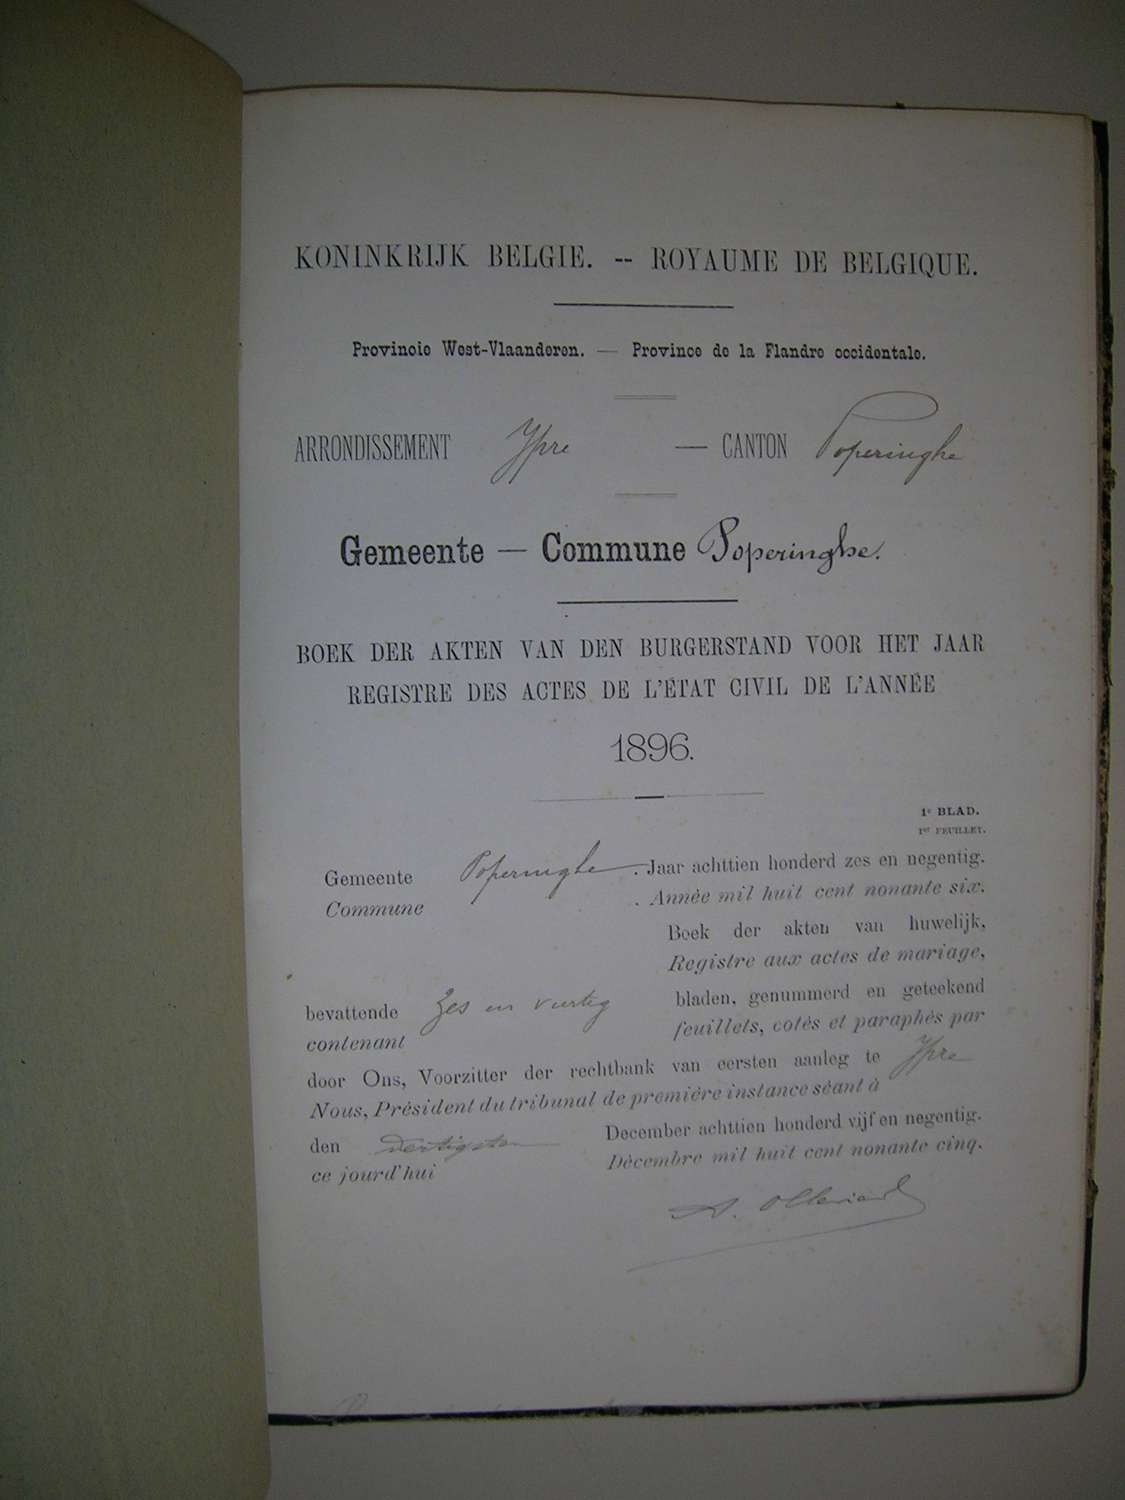 KONINKRIJK BELGIE. -- ROYAUME DE BELGIQUE.
Provincie West-Vlaanderen. — Province de la Flandre occidentale.
ARRONDISSEMENT Ypre — CANTON Poperinghe
Gemeente — Commune Poperinghe.
BOEK DER AKTEN VAN DEN BURGERSTAND VOOR HET JAAR
REGISTRE DES ACTES DE L'ÉTAT CIVIL DE L'ANNÉE
1896.
1e BLAD.
1er FEUILLET.
Gemeente Poperinghe . Jaar achttien honderd zes en negentig.
Commune . Année mil huit cent nonante six.
Boek der akten van huwelijk,
Registre aux actes de mariage,
bevattende Zes en veertig bladen, genummerd en geteekend
contenant feuillets, cotés et paraphés par
door Ons, Voorzitter der rechtbank van eersten aanleg te Ypre
Nous, Président du tribunal de première instance séant à
den dertigsten December achttien honderd vijf en negentig.
ce jourd'hui Décembre mil huit cent nonante cinq.